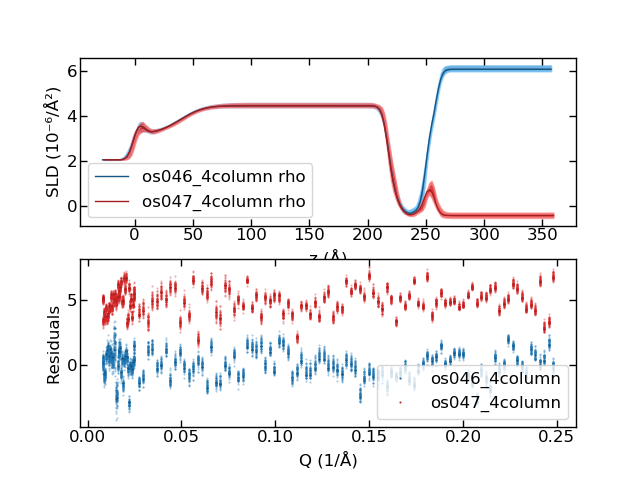 SLD (10⁻⁶/Å²)
6
4
2
0
os046_4column rho
os047_4column rho
0
50
100
150
200
250
300
350
z (Å)
Residuals
5
0
os046_4column
os047_4column
0.00
0.05
0.10
0.15
0.20
0.25
Q (1/Å)